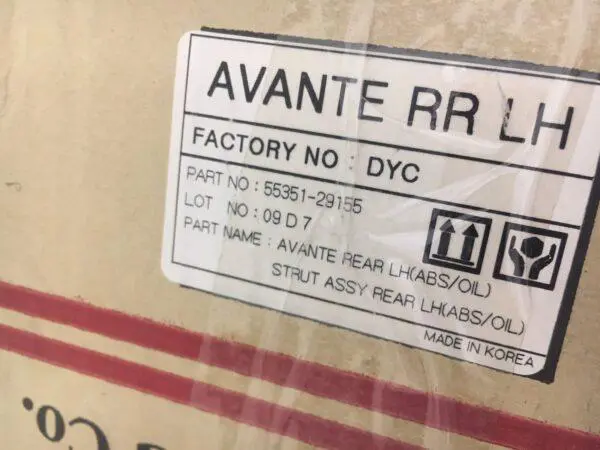 AVANTE RR LH
FACTORY NO : DYC
PART NO : 55351-29155
LOT NO : 09 D 7
PART NAME : AVANTE REAR LH(ABS/OIL)
STRUT ASSY REAR LH(ABS/OIL)
MADE IN KOREA
Co.